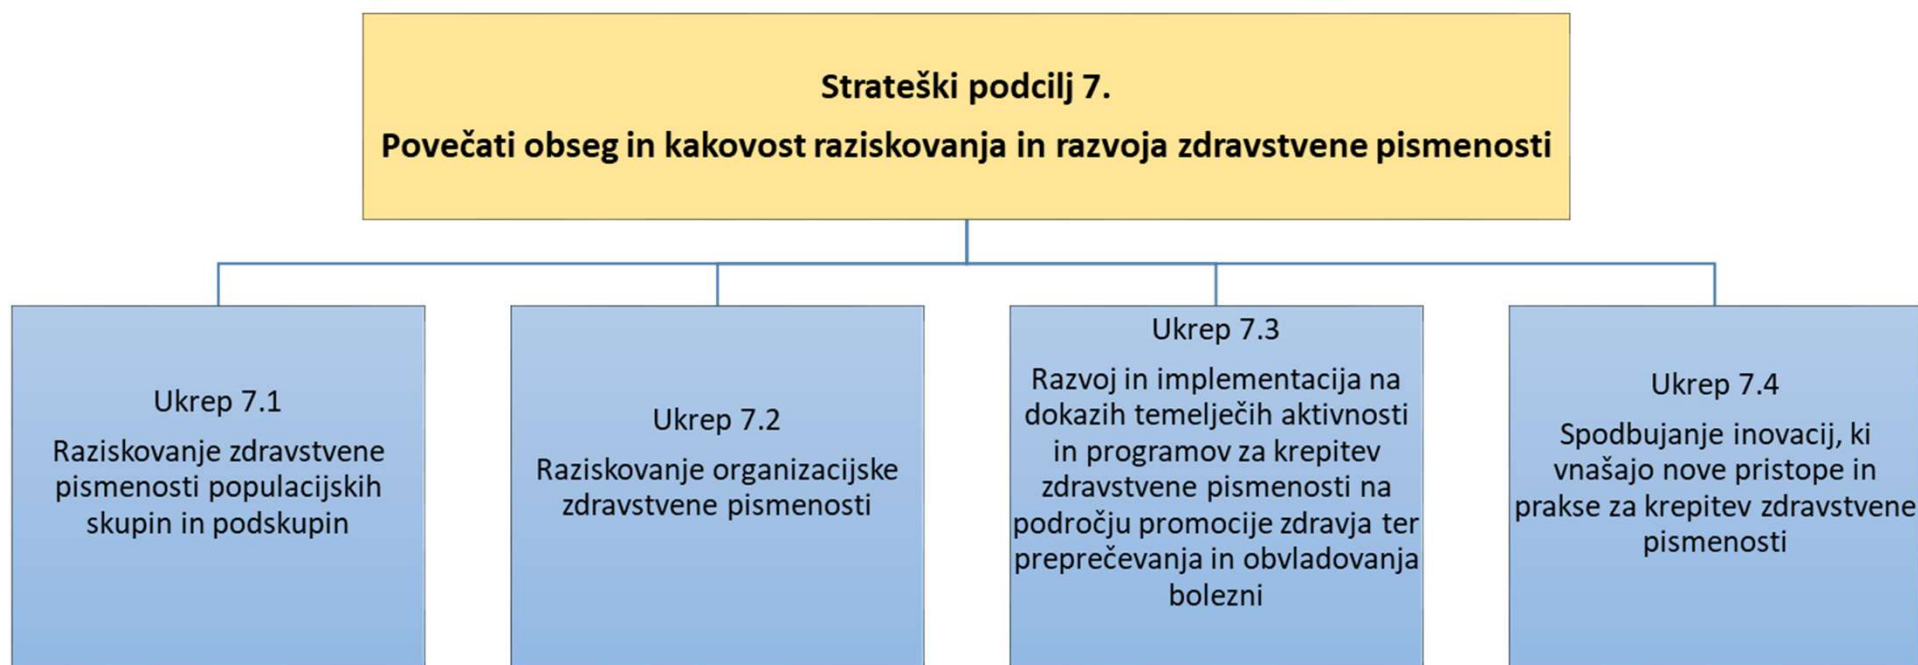 Strateški podcilj 7.
Povečati obseg in kakovost raziskovanja in razvoja zdravstvene pismenosti
Ukrep 7.1
Raziskovanje zdravstvene
pismenosti populacijskih
skupin in podskupin
Ukrep 7.2
Raziskovanje organizacijske
zdravstvene pismenosti
Ukrep 7.3
Razvoj in implementacija na
dokazih temelječih aktivnosti
in programov za krepitev
zdravstvene pismenosti na
področju promocije zdravja ter
preprečevanja in obvladovanja
bolezni
Ukrep 7.4
Spodbujanje inovacij, ki
vnašajo nove pristope in
prakse za krepitev zdravstvene
pismenosti